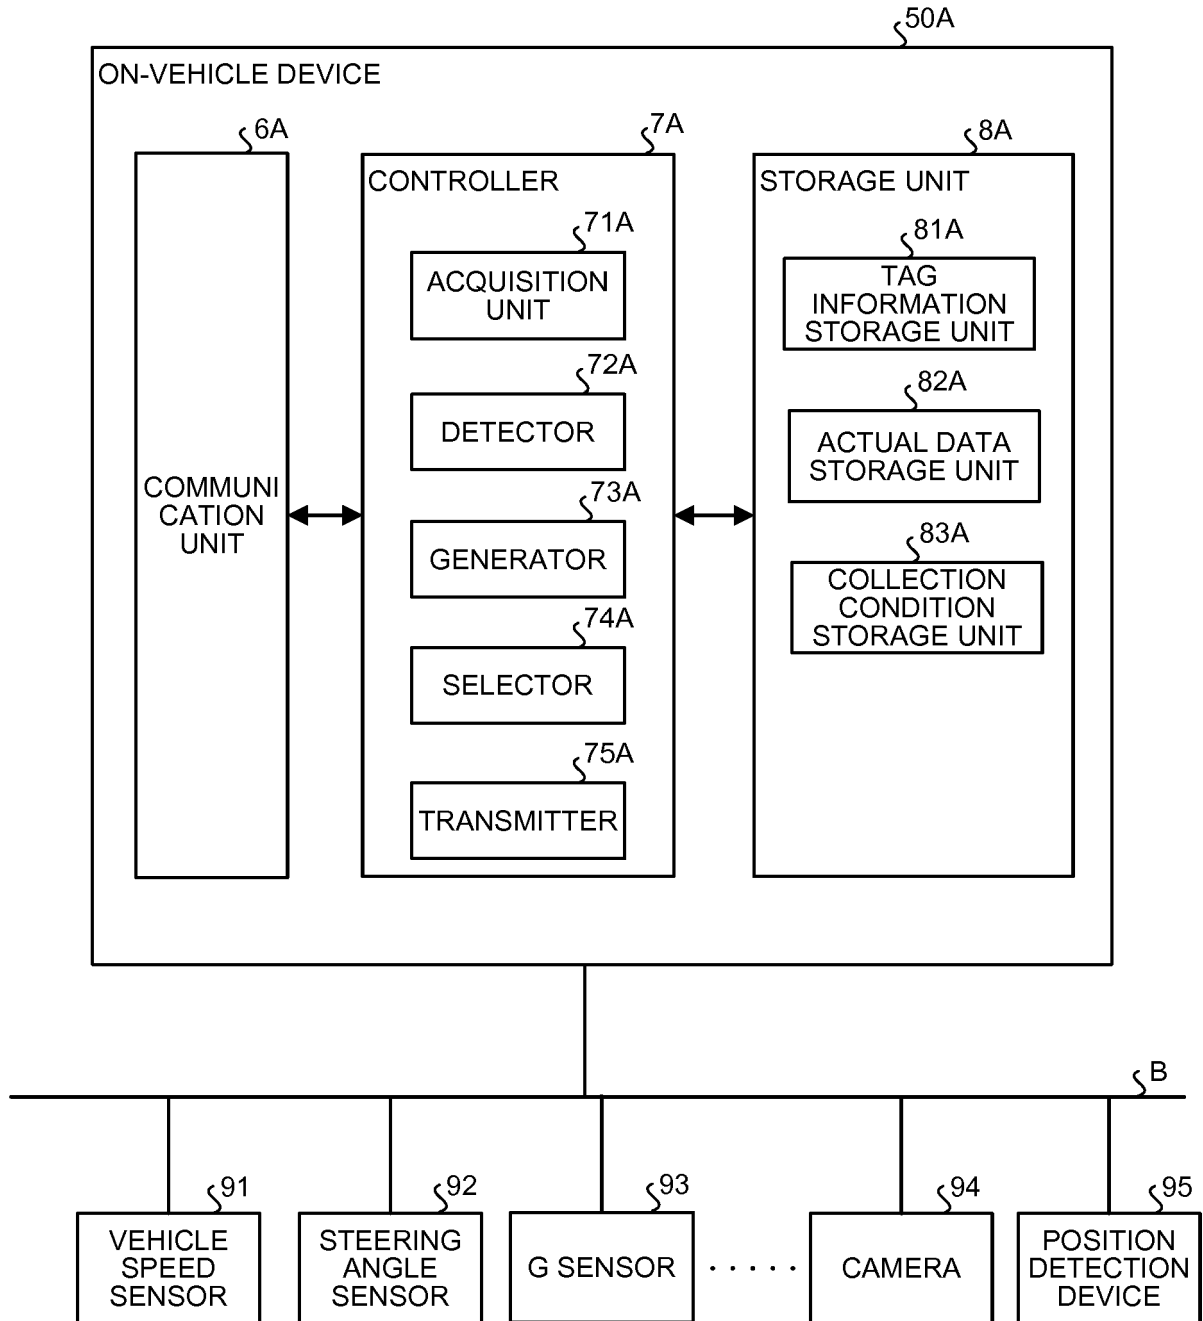 50A
ON-VEHICLE DEVICE
6A
COMMUNI
CATION
UNIT
7A
CONTROLLER
71A
ACQUISITION
UNIT
72A
DETECTOR
73A
GENERATOR
74A
SELECTOR
75A
TRANSMITTER
8A
STORAGE UNIT
81A
TAG
INFORMATION
STORAGE UNIT
82A
ACTUAL DATA
STORAGE UNIT
83A
COLLECTION
CONDITION
STORAGE UNIT
B
91
VEHICLE
SPEED
SENSOR
92
STEERING
ANGLE
SENSOR
93
G SENSOR
· · · · ·
94
CAMERA
95
POSITION
DETECTION
DEVICE